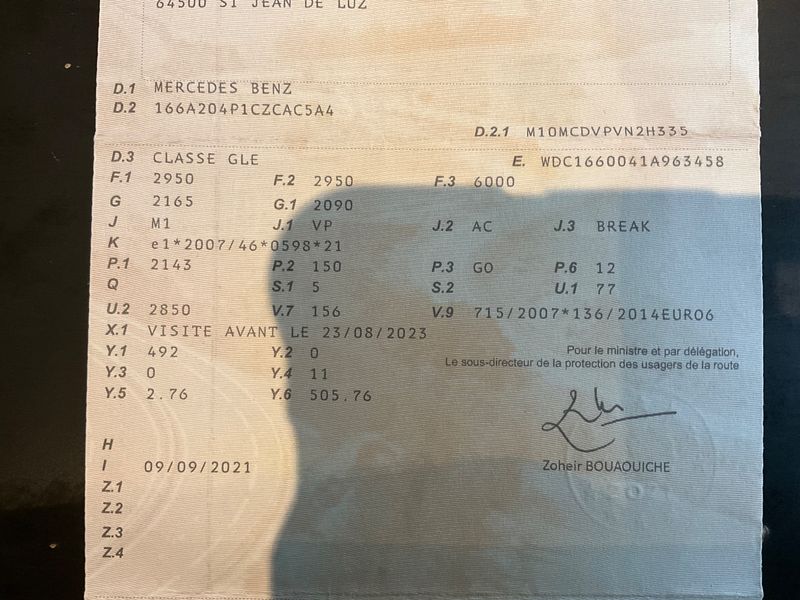 64500 ST JEAN DE LUZ
D.1 MERCEDES BENZ
D.2 166A204P1CZCAC5A4
D.2.1 M10MCDVPVN2H335
D.3 CLASSE GLE E. WDC1660041A963458
F.1 2950 F.2 2950 F.3 6000
G 2165 G.1 2090
J M1 J.1 VP J.2 AC J.3 BREAK
K e1*2007/46*0598*21
P.1 2143 P.2 150 P.3 GO P.6 12
Q S.1 5 S.2 U.1 77
U.2 2850 V.7 156 V.9 715/2007*136/2014EURO6
X.1 VISITE AVANT LE 23/08/2023
Y.1 492 Y.2 0
Pour le ministre et par délégation,
Le sous-directeur de la protection des usagers de la route
Y.3 0 Y.4 11
Y.5 2.76 Y.6 505.76
H
I 09/09/2021
Zoheir BOUAOUICHE
Z.1
Z.2
Z.3
Z.4